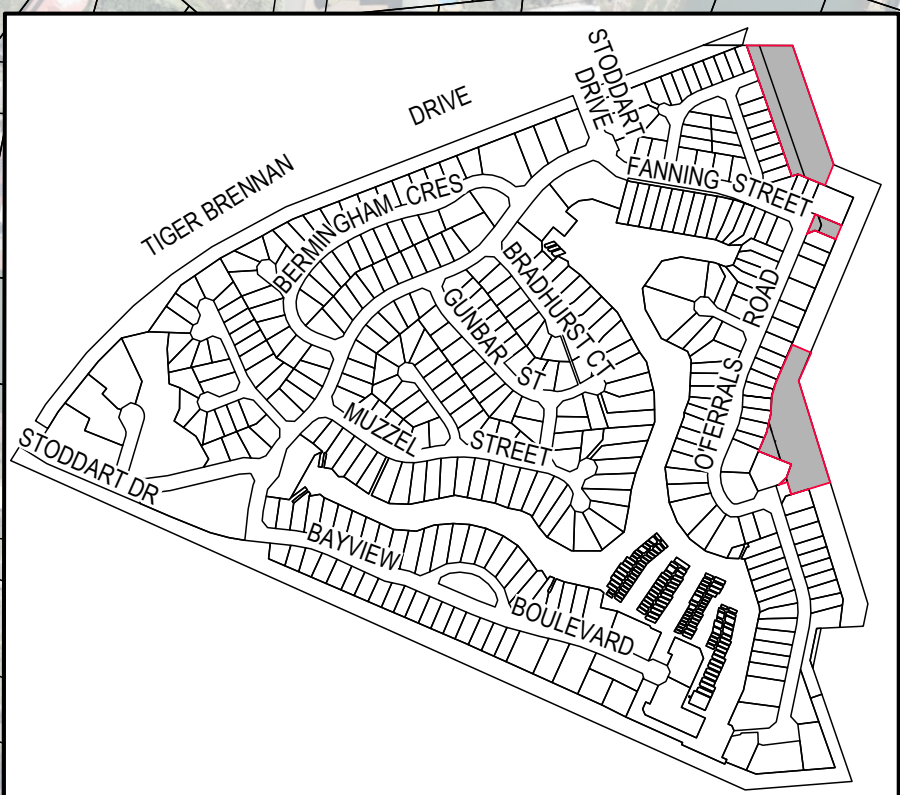 STODDART
DRIVE
DRIVE
TIGER BRENNAN
FANNING STREET
BERMINGHAM CRES
BRADHURST CT
ROAD
GUNBAR ST
O'FERRALS
MUZZEL STREET
STODDART DR
BAYVIEW
BOULEVARD